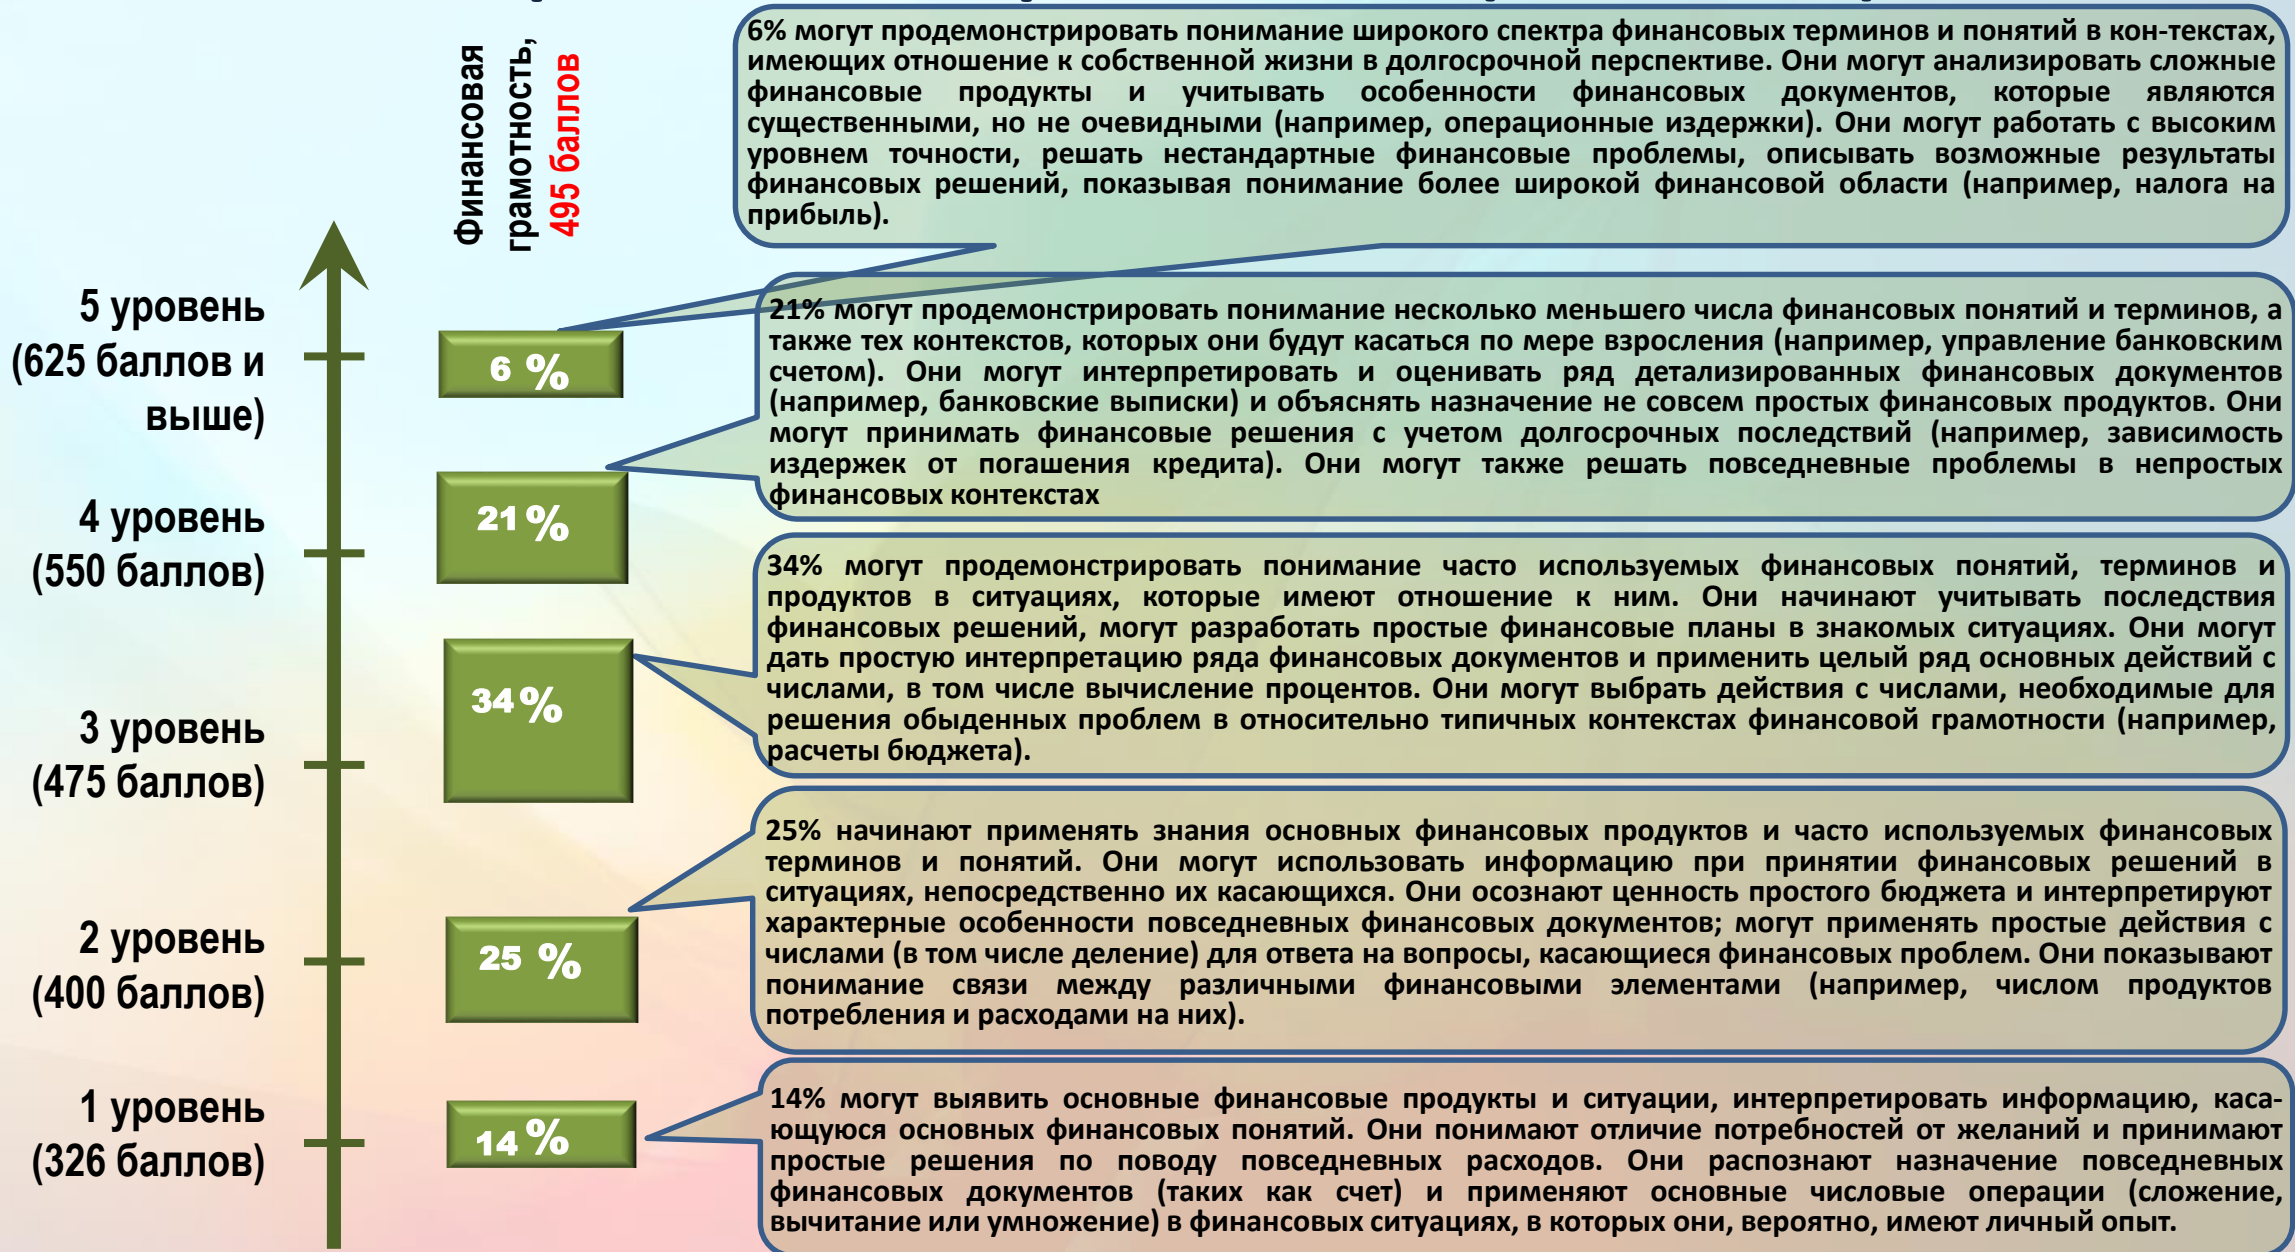 Финансовая
грамотность,
495 баллов
6% могут продемонстрировать понимание широкого спектра финансовых терминов и понятий в кон-текстах,
имеющих отношение к собственной жизни в долгосрочной перспективе. Они могут анализировать сложные
финансовые продукты и учитывать особенности финансовых документов, которые являются
существенными, но не очевидными (например, операционные издержки). Они могут работать с высоким
уровнем точности, решать нестандартные финансовые проблемы, описывать возможные результаты
финансовых решений, показывая понимание более широкой финансовой области (например, налога на
прибыль).
5 уровень
(625 баллов и
выше)
6 %
21% могут продемонстрировать понимание несколько меньшего числа финансовых понятий и терминов, а
также тех контекстов, которых они будут касаться по мере взросления (например, управление банковским
счетом). Они могут интерпретировать и оценивать ряд детализированных финансовых документов
(например, банковские выписки) и объяснять назначение не совсем простых финансовых продуктов. Они
могут принимать финансовые решения с учетом долгосрочных последствий (например, зависимость
издержек от погашения кредита). Они могут также решать повседневные проблемы в непростых
финансовых контекстах
4 уровень
(550 баллов)
21 %
34% могут продемонстрировать понимание часто используемых финансовых понятий, терминов и
продуктов в ситуациях, которые имеют отношение к ним. Они начинают учитывать последствия
финансовых решений, могут разработать простые финансовые планы в знакомых ситуациях. Они могут
дать простую интерпретацию ряда финансовых документов и применить целый ряд основных действий с
числами, в том числе вычисление процентов. Они могут выбрать действия с числами, необходимые для
решения обыденных проблем в относительно типичных контекстах финансовой грамотности (например,
расчеты бюджета).
3 уровень
(475 баллов)
34 %
25% начинают применять знания основных финансовых продуктов и часто используемых финансовых
терминов и понятий. Они могут использовать информацию при принятии финансовых решений в
ситуациях, непосредственно их касающихся. Они осознают ценность простого бюджета и интерпретируют
характерные особенности повседневных финансовых документов; могут применять простые действия с
числами (в том числе деление) для ответа на вопросы, касающиеся финансовых проблем. Они показывают
понимание связи между различными финансовыми элементами (например, числом продуктов
потребления и расходами на них).
2 уровень
(400 баллов)
25 %
14% могут выявить основные финансовые продукты и ситуации, интерпретировать информацию, каса-
ющуюся основных финансовых понятий. Они понимают отличие потребностей от желаний и принимают
простые решения по поводу повседневных расходов. Они распознают назначение повседневных
финансовых документов (таких как счет) и применяют основные числовые операции (сложение,
вычитание или умножение) в финансовых ситуациях, в которых они, вероятно, имеют личный опыт.
1 уровень
(326 баллов)
14 %